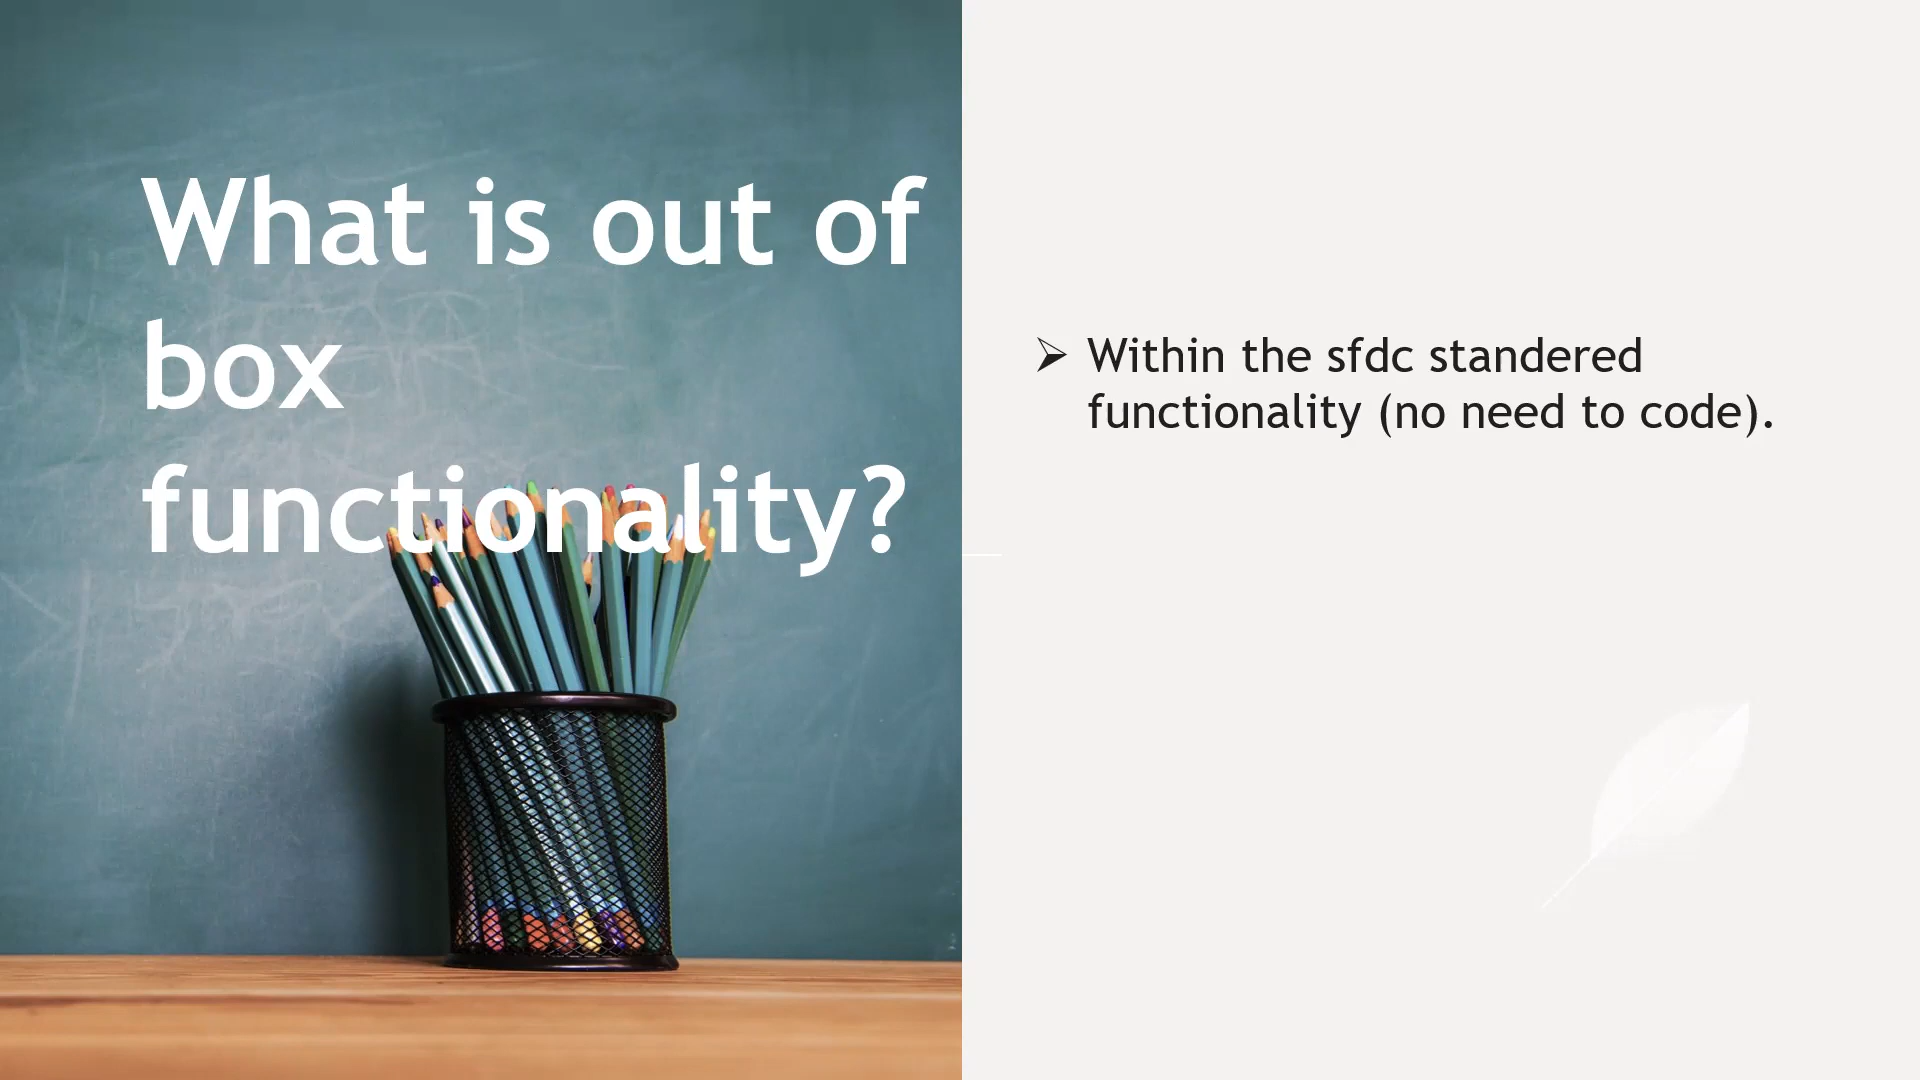 What is out of
box
functionality?
➢ Within the sfdc standered
functionality (no need to code).